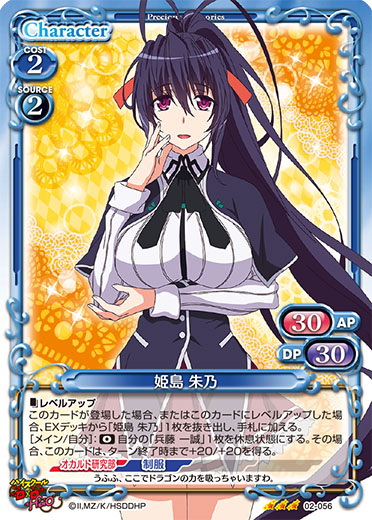 Precious Memories
Character
COST
2
SOURCE
2
30 AP
DP 30
姫島 朱乃
■レベルアップ
このカードが登場した場合、またはこのカードにレベルアップした場
合、EXデッキから「姫島 朱乃」1枚を抜き出し、手札に加える。
[メイン/自分]：自分の「兵藤 一誠」1枚を休息状態にする。その場
合、このカードは、ターン終了時まで+20/+20を得る。
オカルト研究部 制服
うふふ、ここでドラゴンの力を吸っちゃいますわ。
ハイスクール
©II,MZ/K/HSDDHP
02-056